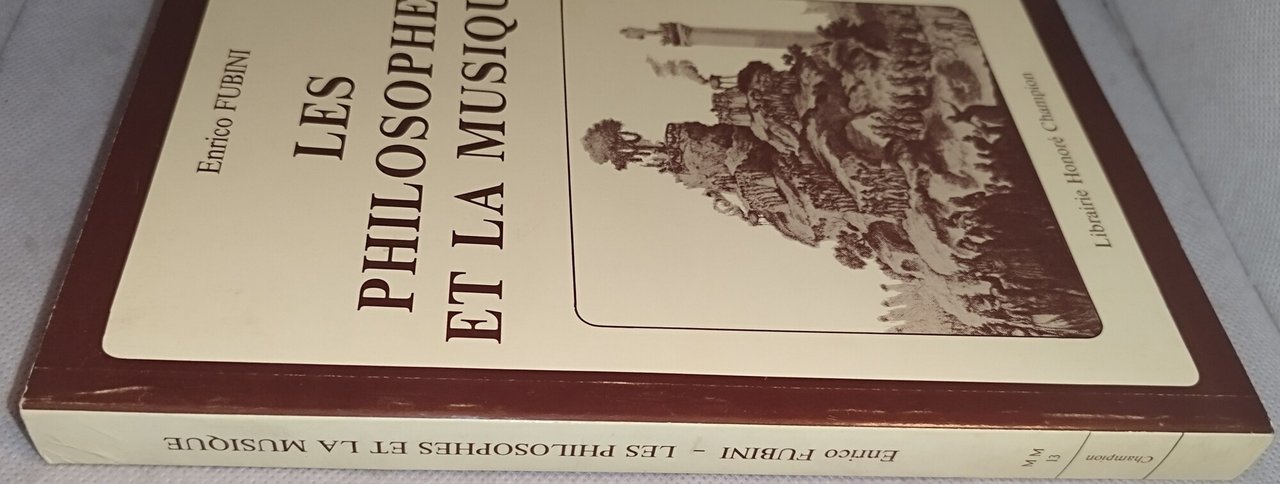 Enrico FUBINI
LES
PHILOSOPHE
ET LA MUSIQU
Librairie Honoré Champion
Enrico FUBINI - LES PHILOSOPHES ET LA MUSIQUE
M M
13
Champion